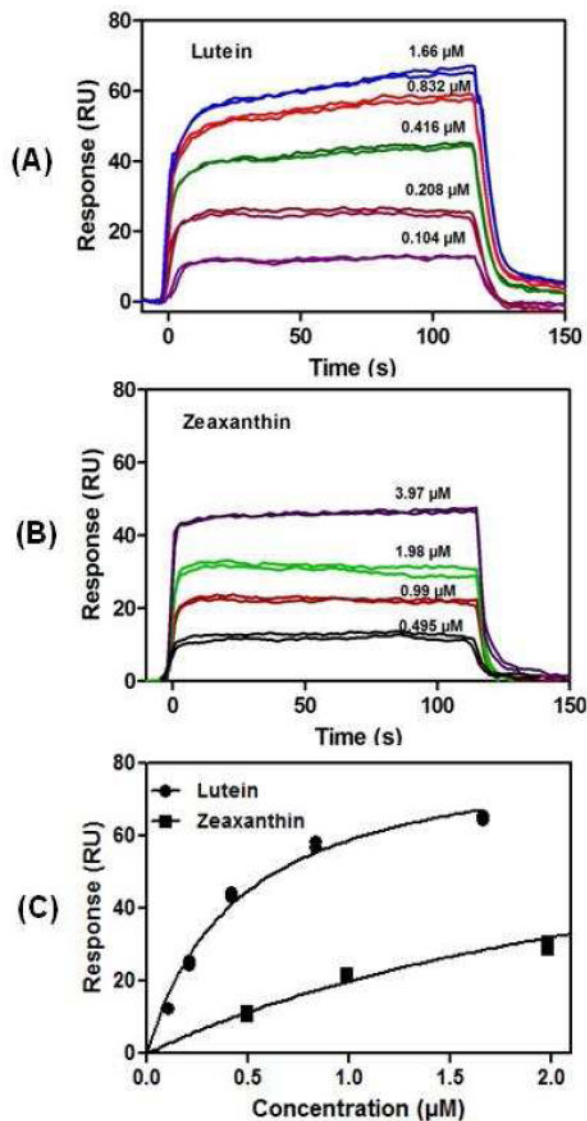 (A)
Response (RU)
80
60
40
20
0
Lutein
1.66 µM
0.832 µM
0.416 µM
0.208 µM
0.104 µM
0 50 100 150
Time (s)
(B)
Response (RU)
80
60
40
20
0
Zeaxanthin
3.97 µM
1.98 µM
0.99 µM
0.495 µM
0 50 100 150
Time (s)
(C)
Response (RU)
80
60
40
20
0
Lutein
Zeaxanthin
0.0 0.5 1.0 1.5 2.0
Concentration (µM)